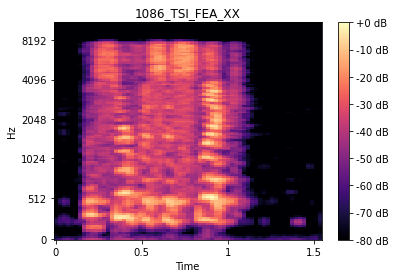 1086_TSI_FEA_XX
+0 dB
8192
-10 dB
4096
-20 dB
-30 dB
2048
Hz
-40 dB
1024
-50 dB
512
-60 dB
-70 dB
0
-80 dB
0
0.5
1
1.5
Time